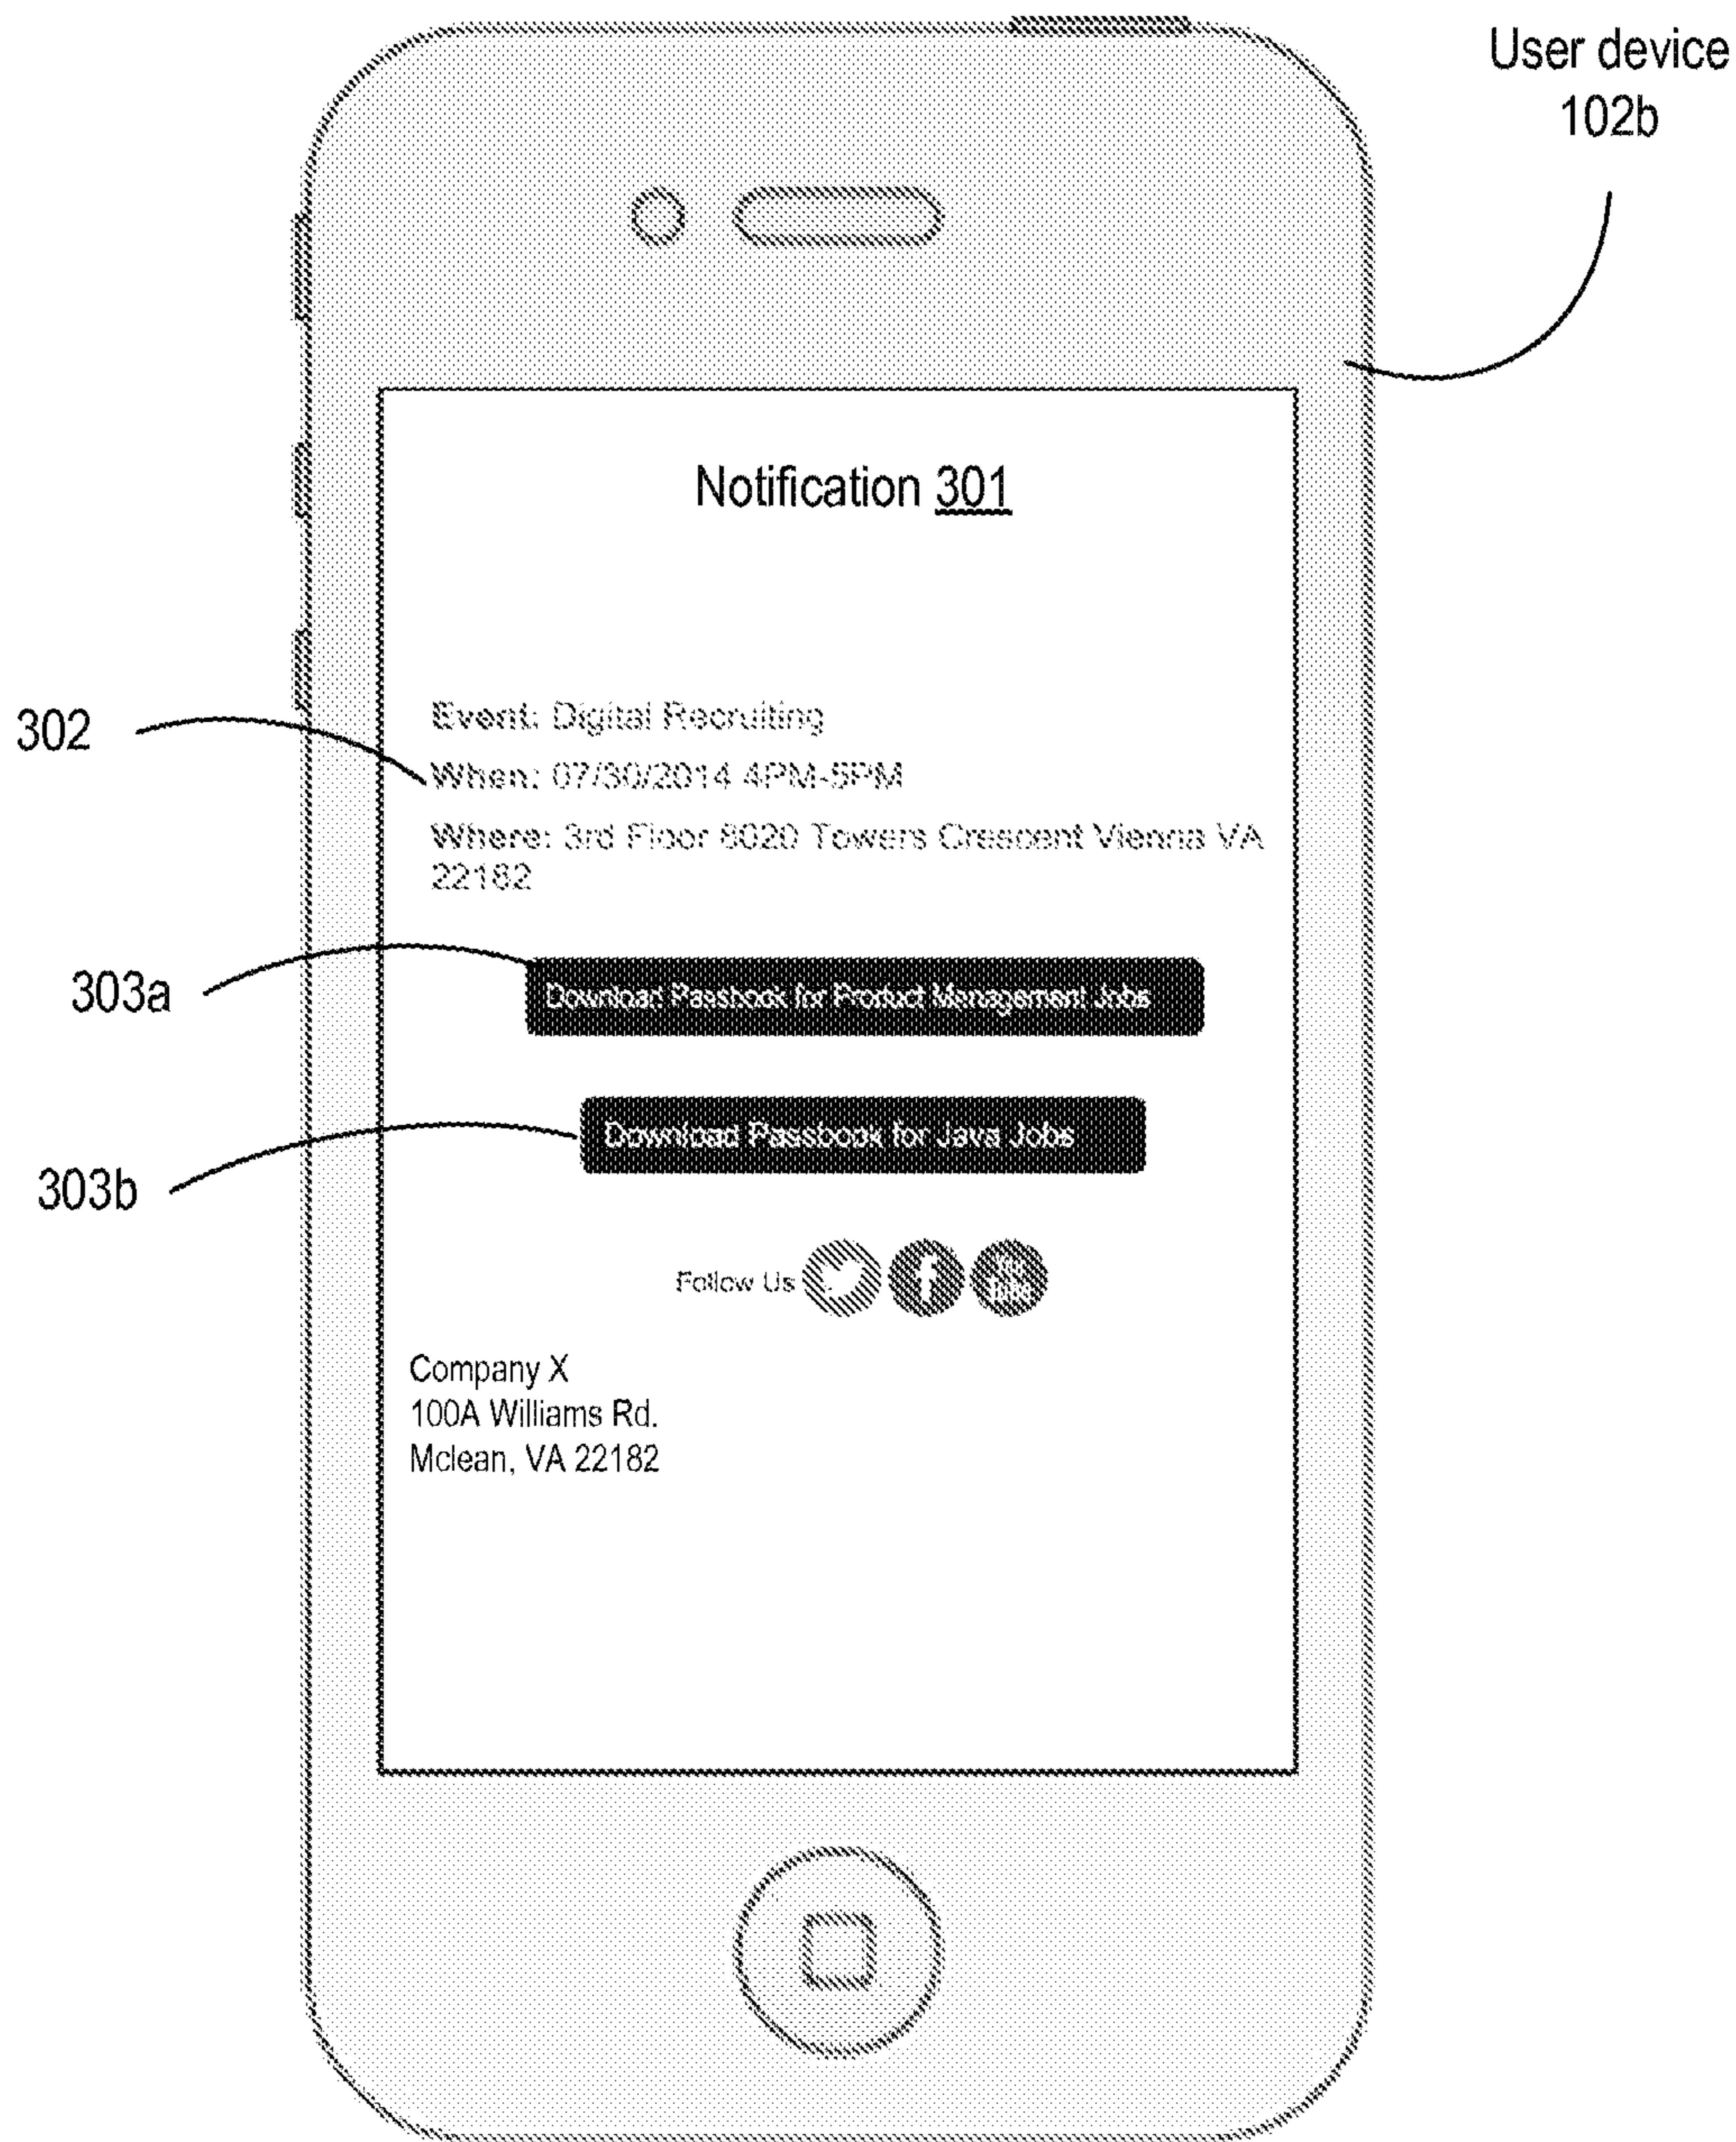 User device
102b
Notification 301
302
Event: Digital Recruiting
When: 07/30/2014 4PM-5PM
Where: 3rd Floor 8020 Towers Crescent Vienna VA
22182
303a
Download Passbook for Product Management Jobs
303b
Download Passbook for Java Jobs
Follow Us
f
You
Tube
Company X
100A Williams Rd.
Mclean, VA 22182